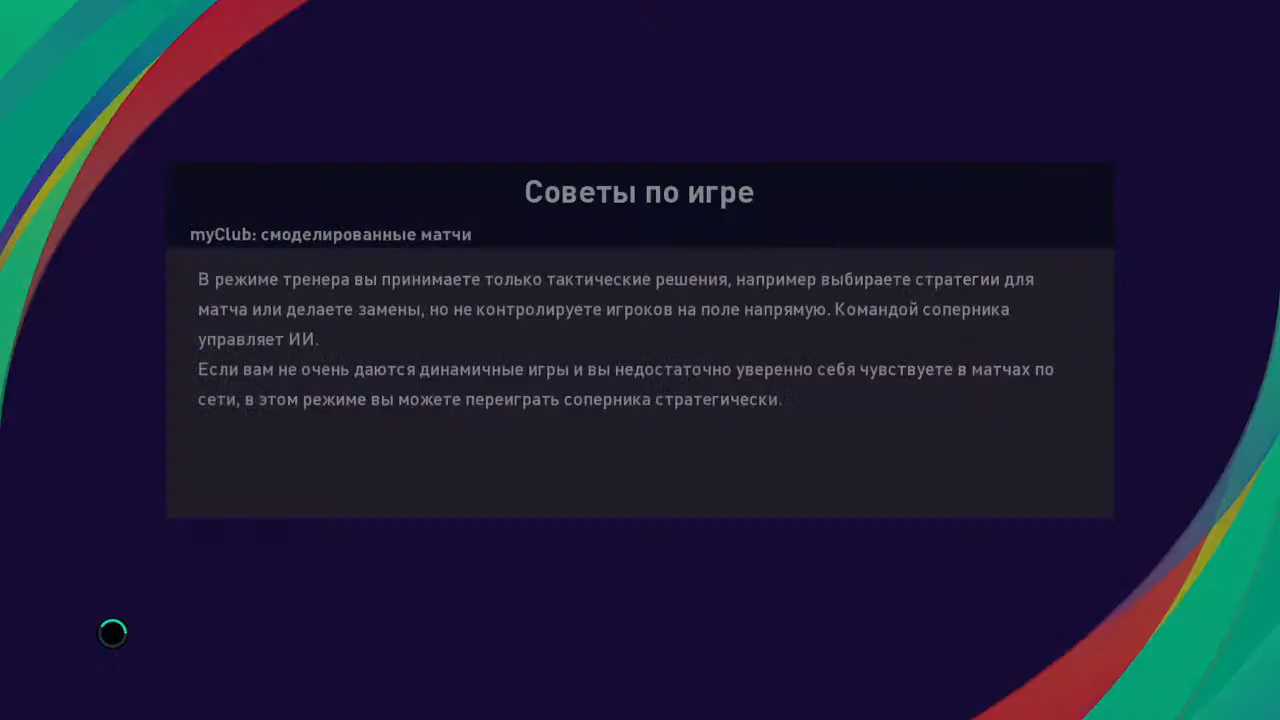 Советы по игре
myClub: смоделированные матчи
В режиме тренера вы принимаете только тактические решения, например выбираете стратегии для
матча или делаете замены, но не контролируете игроков на поле напрямую. Командой соперника
управляет ИИ.
Если вам не очень даются динамичные игры и вы недостаточно уверенно себя чувствуете в матчах по
сети, в этом режиме вы можете переиграть соперника стратегически.